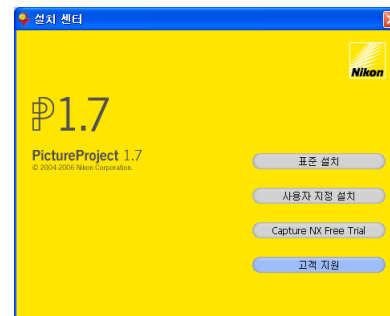 설치 센터
Nikon
P1.7
PictureProject 1.7
© 2004-2006 Nikon Corporation.
표준 설치
사용자 지정 설치
Capture NX Free Trial
고객 지원